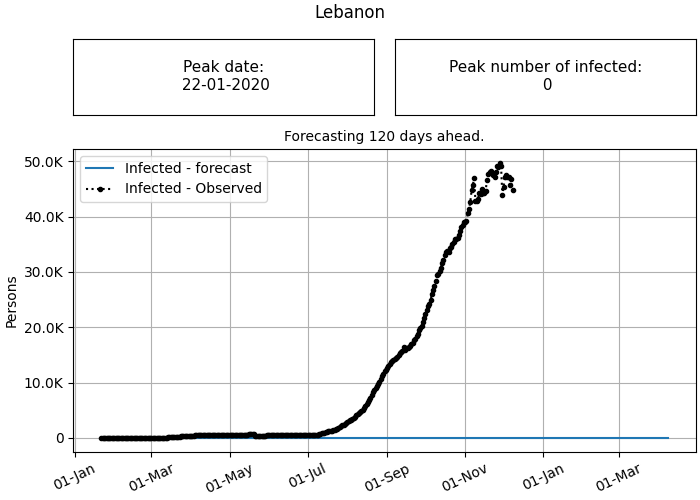 Lebanon
Peak date:
22-01-2020
Peak number of infected:
0
Forecasting 120 days ahead.
Infected - forecast
Infected - Observed
Persons
50.0K
40.0K
30.0K
20.0K
10.0K
0
01-Jan
01-Mar
01-May
01-Jul
01-Sep
01-Nov
01-Jan
01-Mar